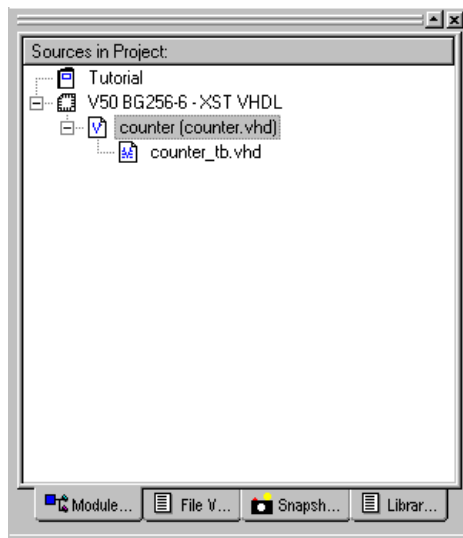 Sources in Project:
Tutorial
V50 BG256-6 - XST VHDL
counter (counter.vhd)
counter_tb.vhd
Module... File V... Snapsh... Librar...